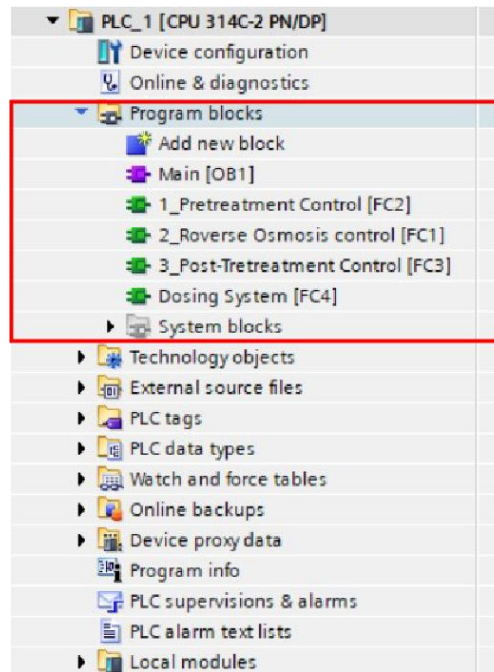 PLC_1 [CPU 314C-2 PN/DP]
Device configuration
Online & diagnostics
Program blocks
Add new block
Main [OB1]
1_Pretreatment Control [FC2]
2_Roverse Osmosis control [FC1]
3_Post-Tretreatment Control [FC3]
Dosing System [FC4]
System blocks
Technology objects
External source files
PLC tags
PLC data types
Watch and force tables
Online backups
Device proxy data
Program info
PLC supervisions & alarms
PLC alarm text lists
Local modules